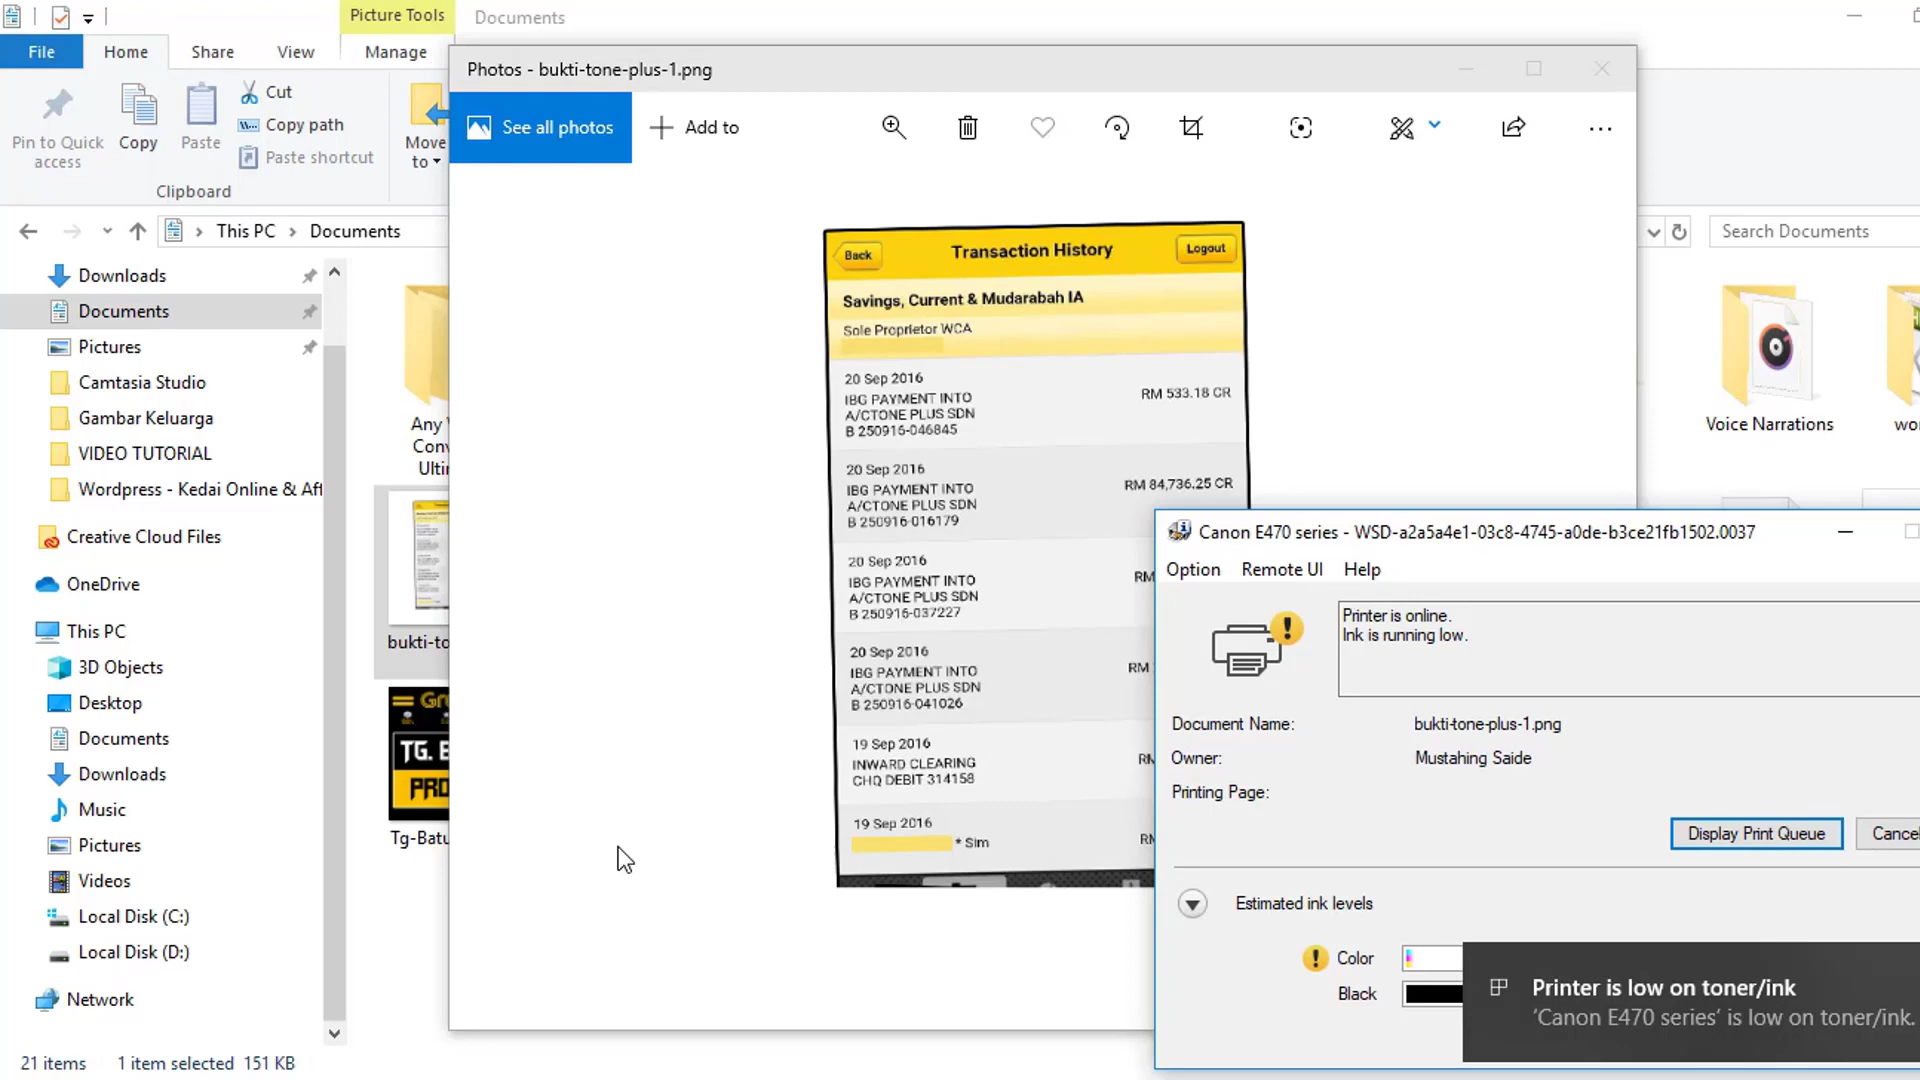 Picture Tools
Documents
File
Home
Share
View
Manage
Pin to Quick
access
Copy
Paste
Cut
Copy path
Paste shortcut
Move
to
Clipboard
This PC
Documents
Search Documents
Downloads
Documents
Pictures
Camtasia Studio
Gambar Keluarga
VIDEO TUTORIAL
Wordpress - Kedai Online & Aff
Creative Cloud Files
OneDrive
This PC
3D Objects
Desktop
Documents
Downloads
Music
Pictures
Videos
Local Disk (C:)
Local Disk (D:)
Network
21 items
1 item selected 151 KB
Any
Conv
Ulti
bukti-to
TG. B
PRO
Tg-Batu
Voice Narrations
wor
Photos - bukti-tone-plus-1.png
See all photos
Add to
Back
Transaction History
Logout
Savings, Current & Mudarabah IA
Sole Proprietor WCA
20 Sep 2016
IBG PAYMENT INTO
A/CTONE PLUS SDN
B 250916-046845
RM 533.18 CR
20 Sep 2016
IBG PAYMENT INTO
A/CTONE PLUS SDN
B 250916-016179
RM 84,736.25 CR
20 Sep 2016
IBG PAYMENT INTO
A/CTONE PLUS SDN
B 250916-037227
RM
20 Sep 2016
IBG PAYMENT INTO
A/CTONE PLUS SDN
B 250916-041026
RM
19 Sep 2016
INWARD CLEARING
CHQ DEBIT 314158
RM
19 Sep 2016
* Sim
RM
Canon E470 series - WSD-a2a5a4e1-03c8-4745-a0de-b3ce21fb1502.0037
Option
Remote UI
Help
Printer is online.
Ink is running low.
Document Name:
bukti-tone-plus-1.png
Owner:
Mustahing Saide
Printing Page:
Display Print Queue
Cancel
Estimated ink levels
Color
Black
Printer is low on toner/ink
'Canon E470 series' is low on toner/ink.